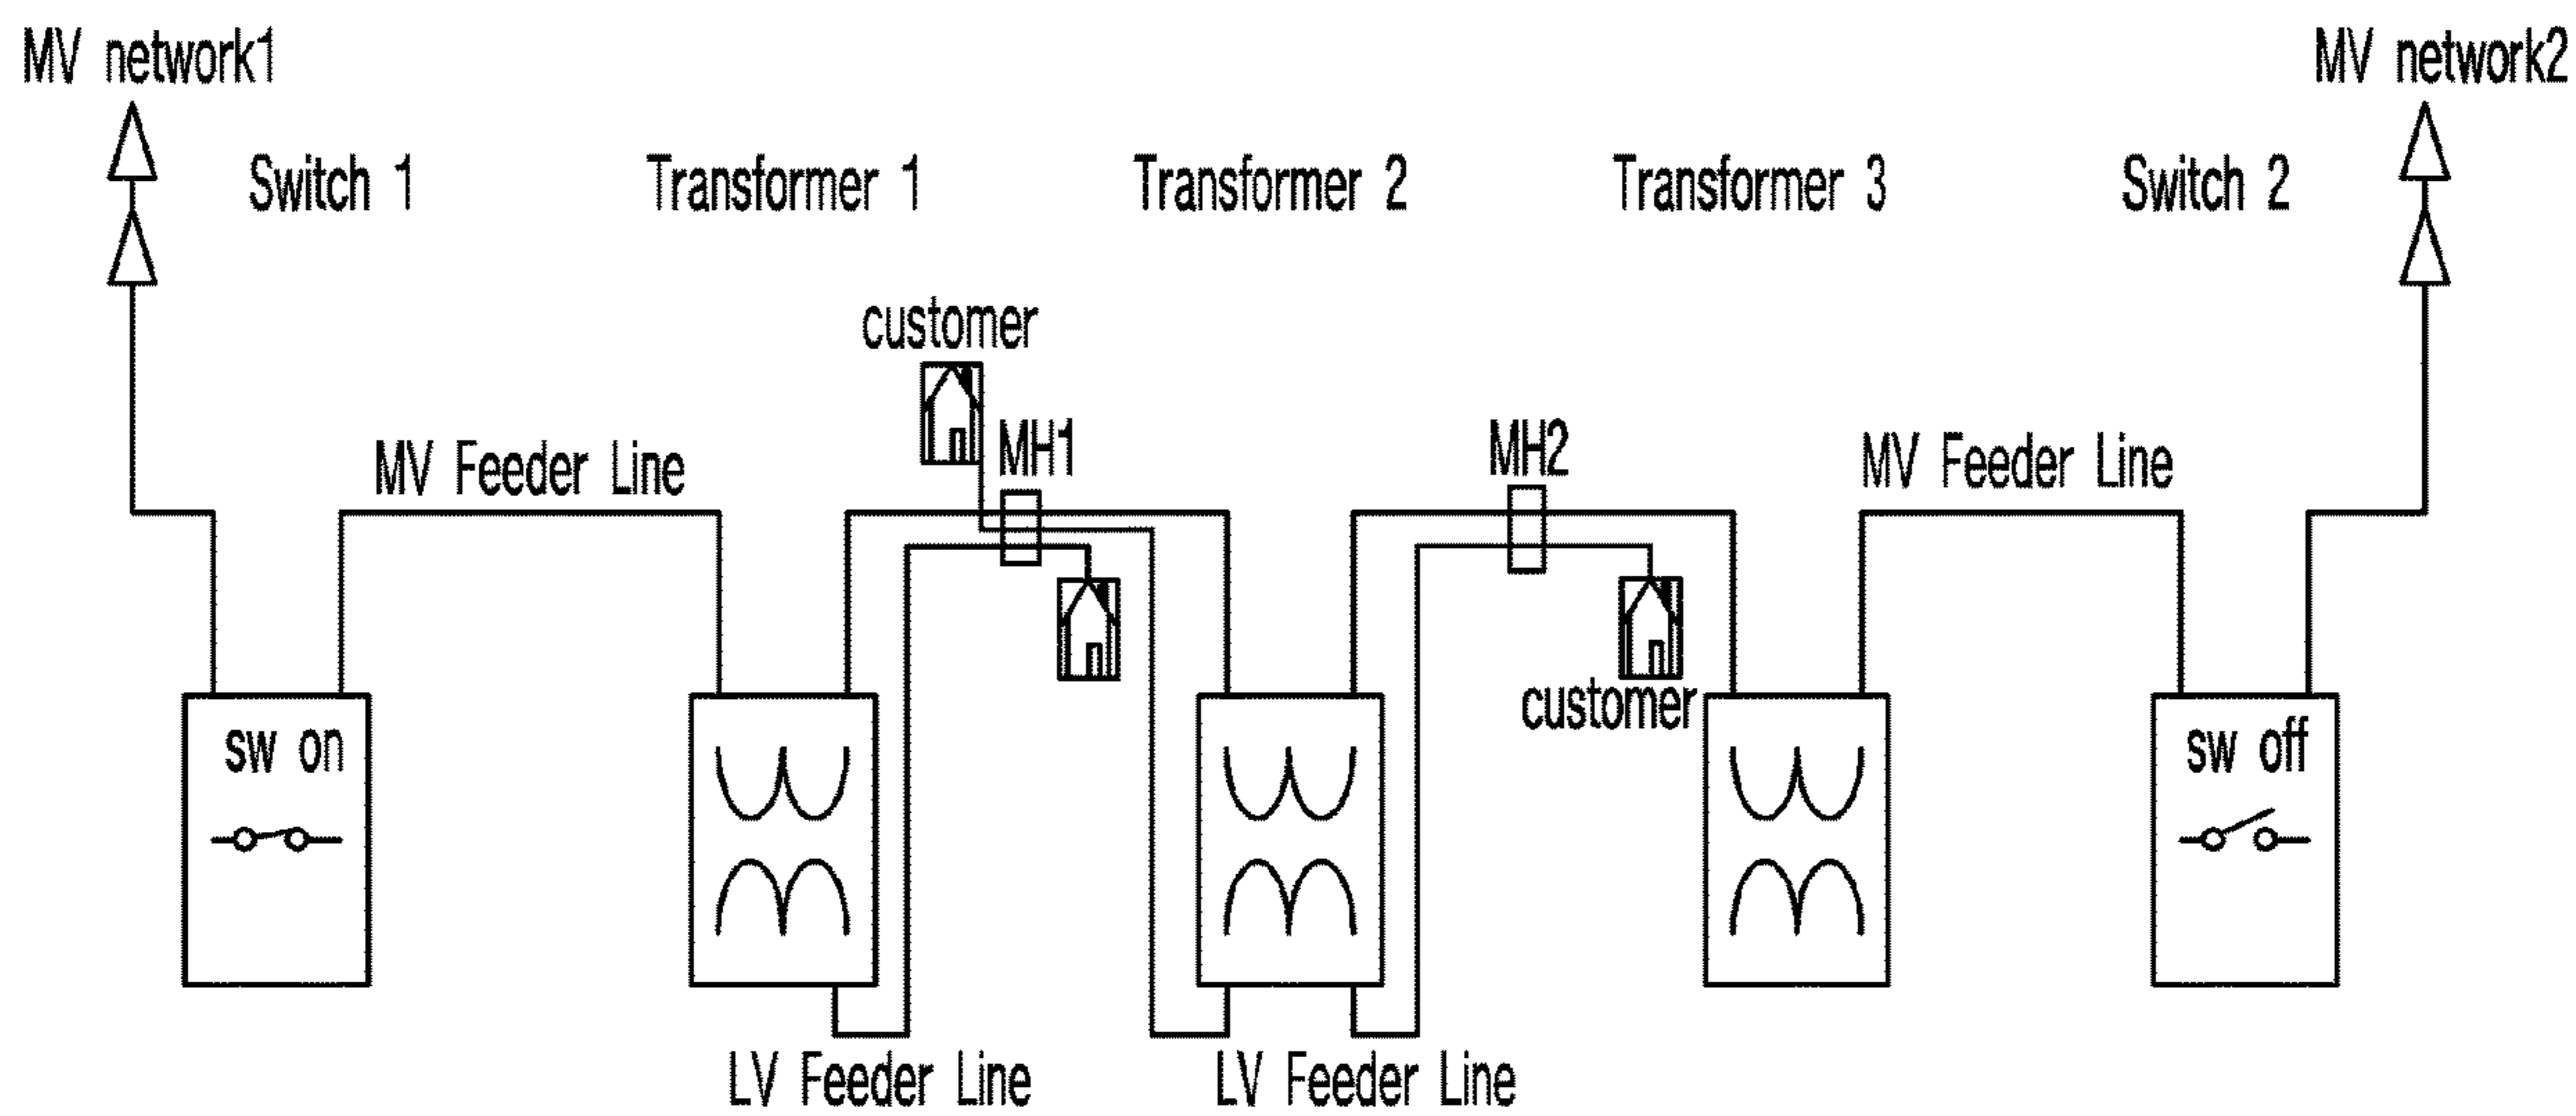 MV network1
MV network2
Switch 1
Transformer 1
Transformer 2
Transformer 3
Switch 2
customer
MH1
MH2
MV Feeder Line
MV Feeder Line
customer
sw on
sw off
LV Feeder Line
LV Feeder Line